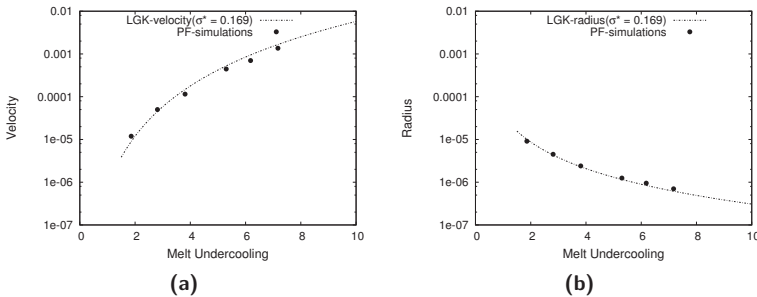 LGK-velocity(σ* = 0.169)
PF-simulations
0.01
0.001
0.0001
1e-05
1e-06
1e-07
0 2 4 6 8 10
Velocity
Melt Undercooling
(a)
LGK-radius(σ* = 0.169)
PF-simulations
0.01
0.001
0.0001
1e-05
1e-06
1e-07
0 2 4 6 8 10
Radius
Melt Undercooling
(b)